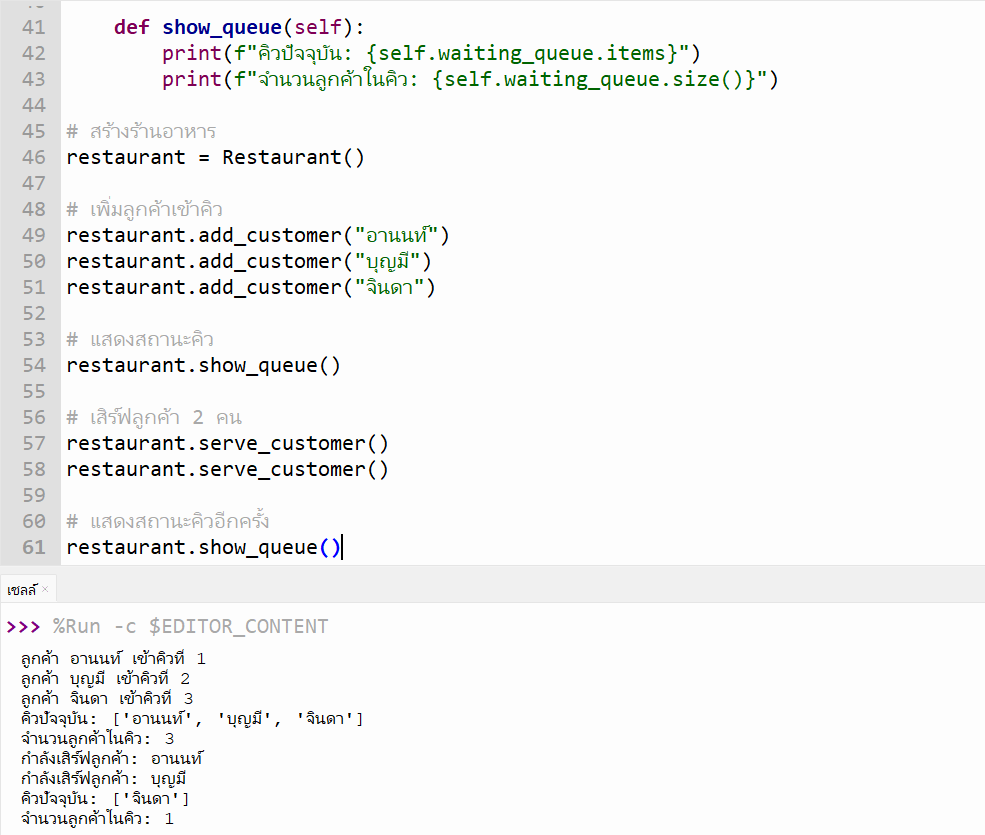 41     def show_queue(self):
42         print(f"คิวปัจจุบัน: {self.waiting_queue.items}")
43         print(f"จำนวนลูกค้าในคิว: {self.waiting_queue.size()}")
44
45 # สร้างร้านอาหาร
46 restaurant = Restaurant()
47
48 # เพิ่มลูกค้าเข้าคิว
49 restaurant.add_customer("อานนท์")
50 restaurant.add_customer("บุญมี")
51 restaurant.add_customer("จินดา")
52
53 # แสดงสถานะคิว
54 restaurant.show_queue()
55
56 # เสิร์ฟลูกค้า 2 คน
57 restaurant.serve_customer()
58 restaurant.serve_customer()
59
60 # แสดงสถานะคิวอีกครั้ง
61 restaurant.show_queue()
เชลล์ ×
>>> %Run -c $EDITOR_CONTENT
ลูกค้า อานนท์ เข้าคิวที่ 1
ลูกค้า บุญมี เข้าคิวที่ 2
ลูกค้า จินดา เข้าคิวที่ 3
คิวปัจจุบัน: ['อานนท์', 'บุญมี', 'จินดา']
จำนวนลูกค้าในคิว: 3
กำลังเสิร์ฟลูกค้า: อานนท์
กำลังเสิร์ฟลูกค้า: บุญมี
คิวปัจจุบัน: ['จินดา']
จำนวนลูกค้าในคิว: 1